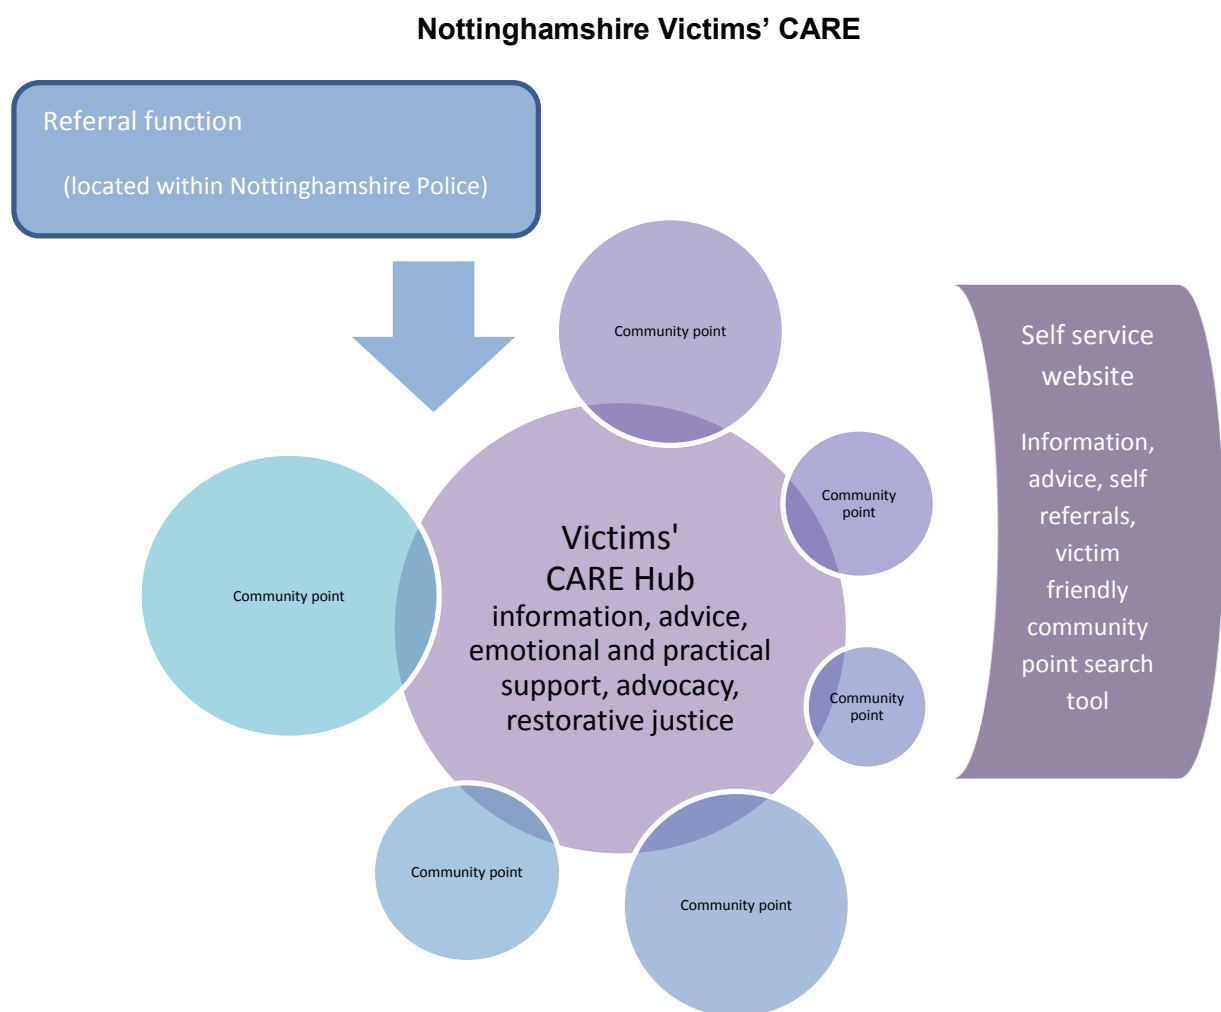 Nottinghamshire Victims’ CARE
Referral function
(located within Nottinghamshire Police)
Community point
Community
point
Community point
Victims'
CARE Hub
information, advice,
emotional and practical
support, advocacy,
restorative justice
Community
point
Community point
Community point
Self service
website
Information,
advice, self
referrals,
victim
friendly
community
point search
tool